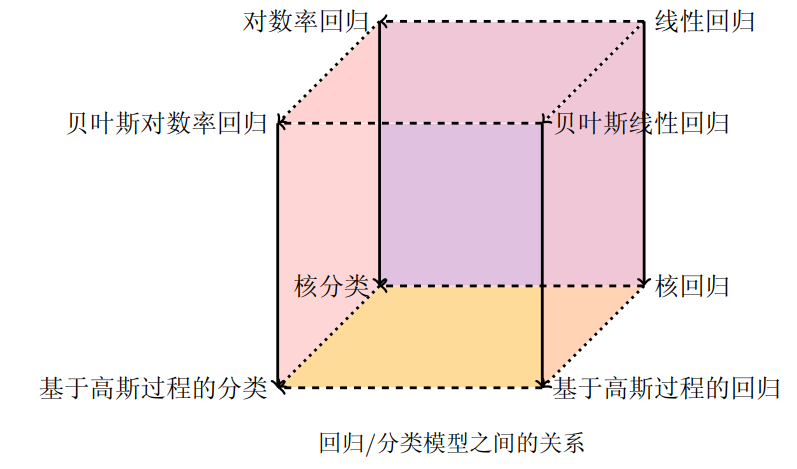 对数率回归
线性回归
贝叶斯对数率回归
贝叶斯线性回归
核分类
核回归
基于高斯过程的分类
基于高斯过程的回归
回归/分类模型之间的关系